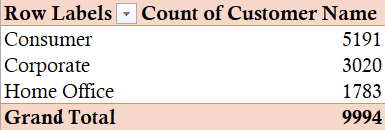 Row Labels Count of Customer Name
Consumer 5191
Corporate 3020
Home Office 1783
Grand Total 9994